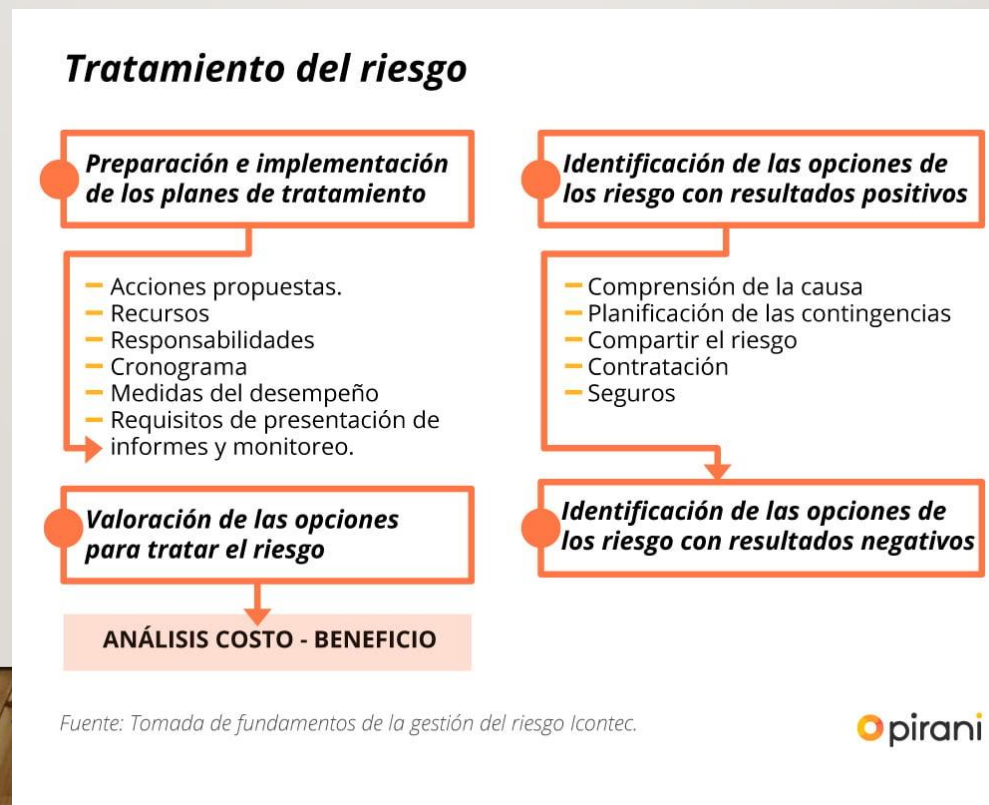 Tratamiento del riesgo
Preparación e implementación
de los planes de tratamiento
— Acciones propuestas.
— Recursos
— Responsabilidades
— Cronograma
— Medidas del desempeño
— Requisitos de presentación de
informes y monitoreo.
Valoración de las opciones
para tratar el riesgo
ANÁLISIS COSTO - BENEFICIO
Identificación de las opciones de
los riesgo con resultados positivos
— Comprensión de la causa
— Planificación de las contingencias
— Compartir el riesgo
— Contratación
— Seguros
Identificación de las opciones de
los riesgo con resultados negativos
Fuente: Tomada de fundamentos de la gestión del riesgo Icontec.
pirani